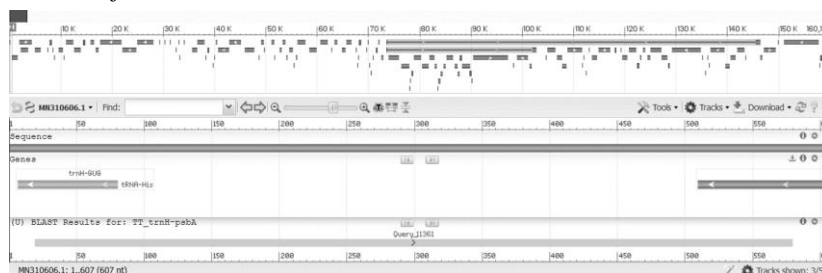 10 K 20 K 30 K 40 K 50 K 60 K 70 K 80 K 90 K 100 K 110 K 120 K 130 K 140 K 150 K
MN310606.1 Find: Tools Tracks Download ?
1 50 100 150 200 250 300 350 400 450 500 550
Sequence
Genes
trnH-GUG
tRNA-His
(U) BLAST Results for: TT_trnH-psbA
Query_11361
1 50 100 150 200 250 300 350 400 450 500 550
MN310606.1: 1..607 (607 nt) Tracks shown: 3/5